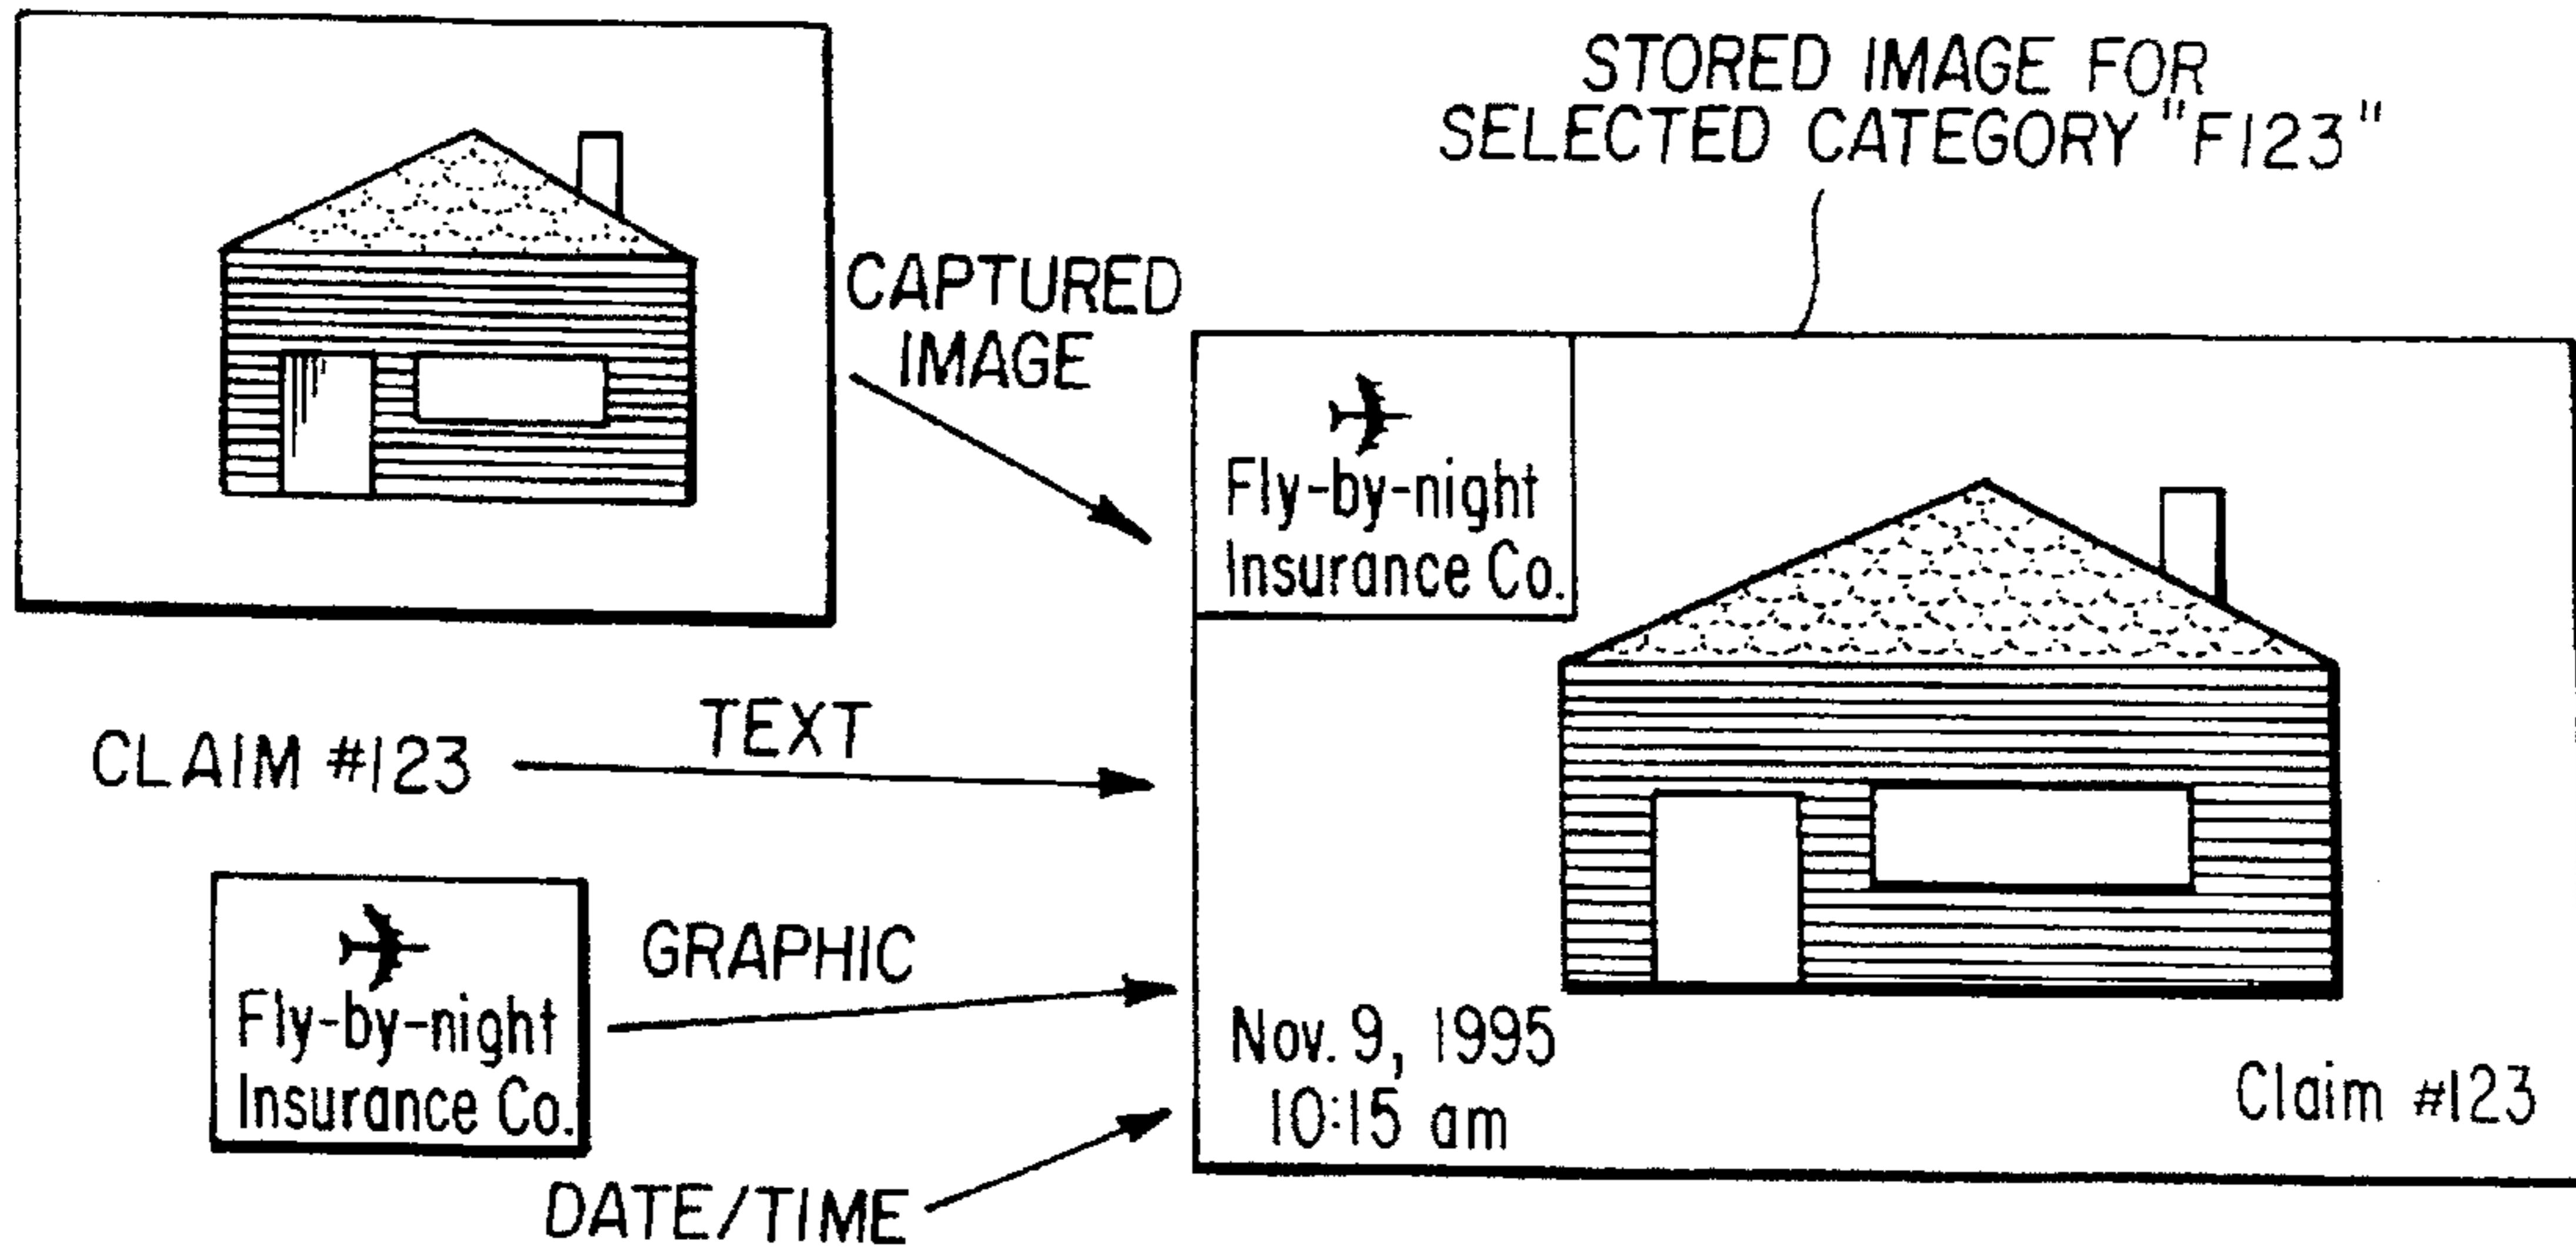 STORED IMAGE FOR
SELECTED CATEGORY "F123"
CAPTURED
IMAGE
Fly-by-night
Insurance Co.
TEXT
CLAIM #123
GRAPHIC
Fly-by-night
Insurance Co.
Nov. 9, 1995
10:15 am
Claim #123
DATE/TIME